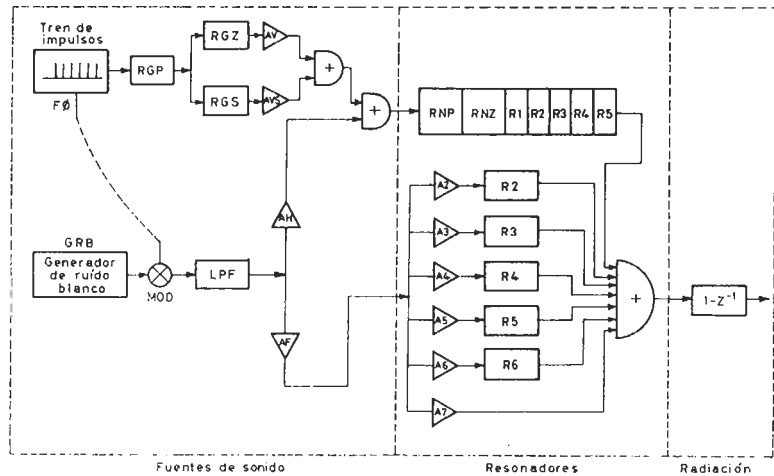 Tren de
impulsos
FØ
RGP
RGZ
AV
RGS
AVS
+
+
AH
GRB
Generador
de ruído
blanco
MOD
LPF
AF
RNP
RNZ
R1
R2
R3
R4
R5
A2
R2
A3
R3
A4
R4
A5
R5
A6
R6
A7
+
1-Z⁻¹
Fuentes de sonido
Resonadores
Radiación